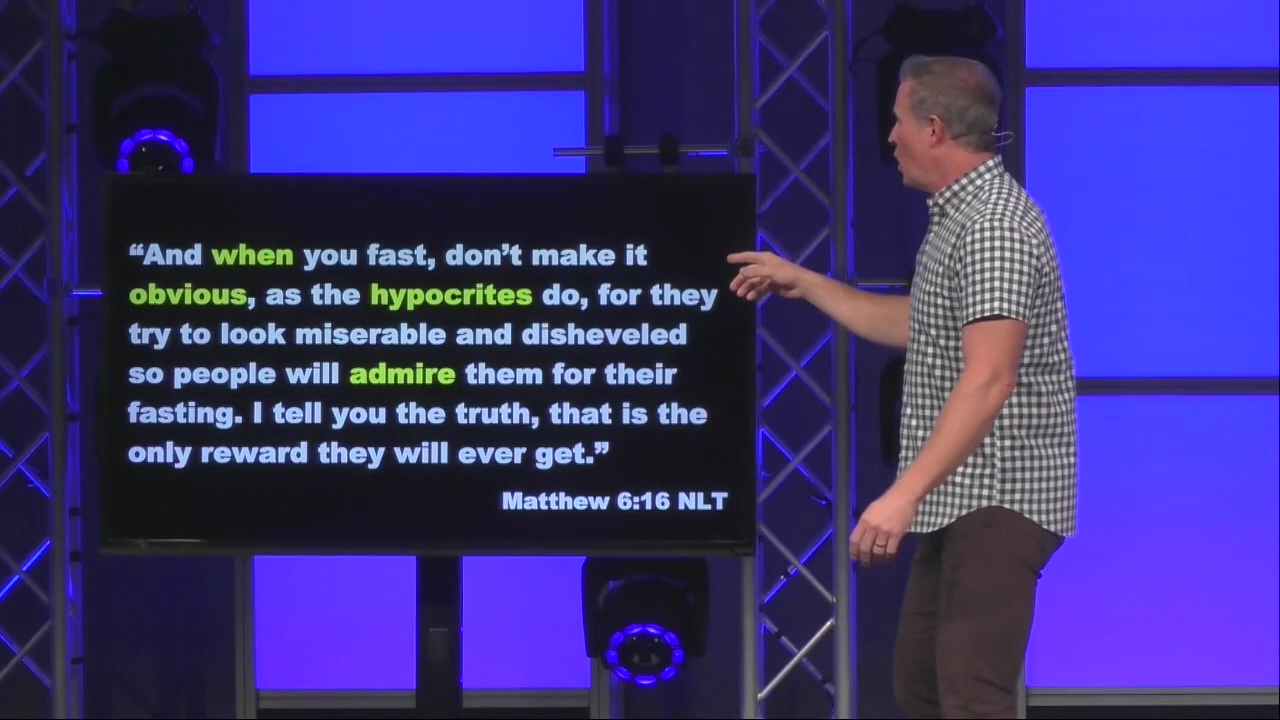 “And when you fast, don’t make it
obvious, as the hypocrites do, for they
try to look miserable and disheveled
so people will admire them for their
fasting. I tell you the truth, that is the
only reward they will ever get.”
Matthew 6:16 NLT